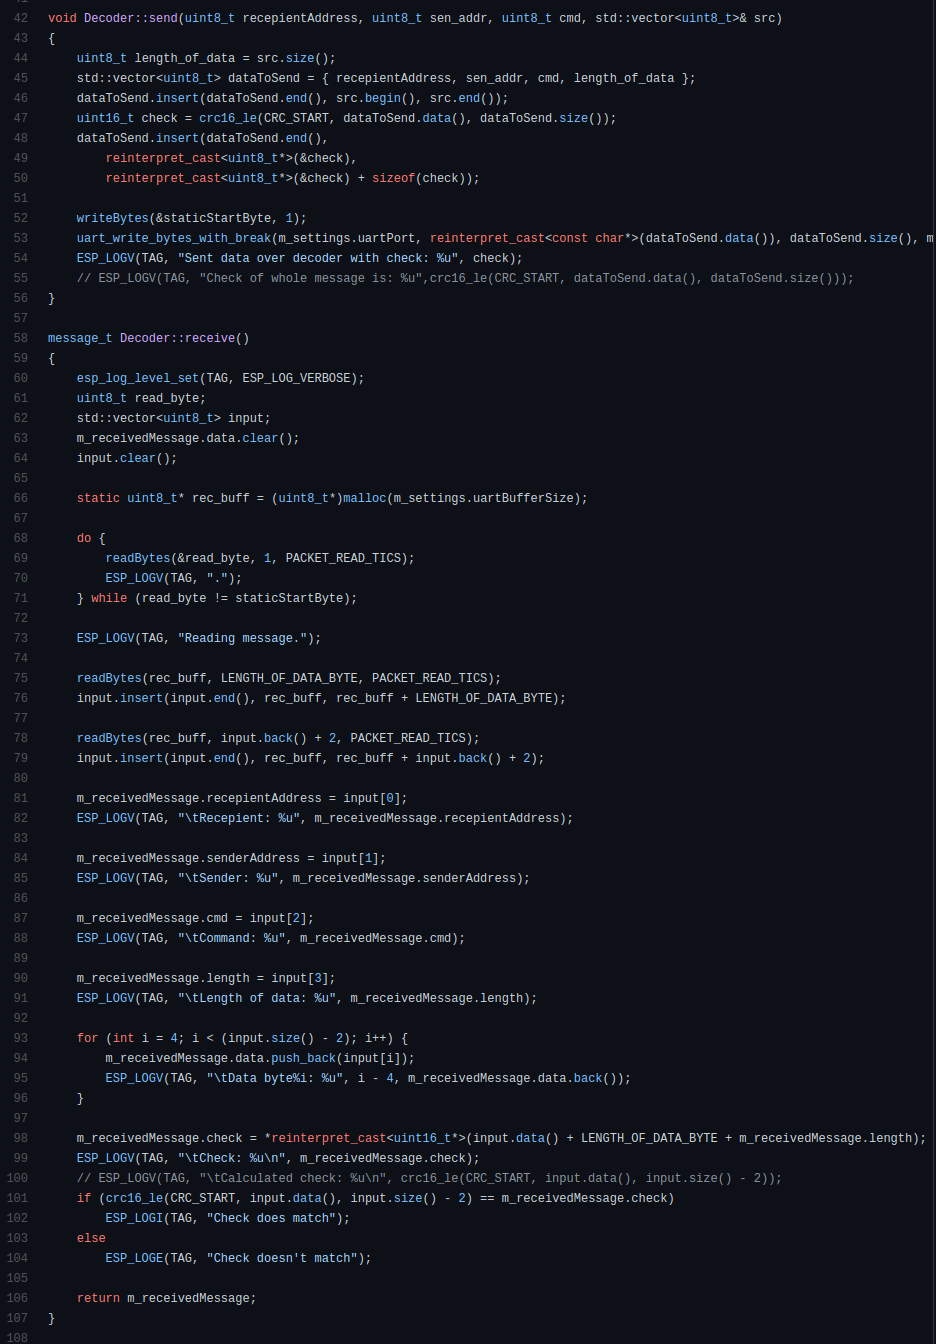 42 void Decoder::send(uint8_t recepientAddress, uint8_t sen_addr, uint8_t cmd, std::vector<uint8_t>& src)
43 {
44     uint8_t length_of_data = src.size();
45     std::vector<uint8_t> dataToSend = { recepientAddress, sen_addr, cmd, length_of_data };
46     dataToSend.insert(dataToSend.end(), src.begin(), src.end());
47     uint16_t check = crc16_le(CRC_START, dataToSend.data(), dataToSend.size());
48     dataToSend.insert(dataToSend.end(),
49         reinterpret_cast<uint8_t*>(&check),
50         reinterpret_cast<uint8_t*>(&check) + sizeof(check));
51
52     writeBytes(&staticStartByte, 1);
53     uart_write_bytes_with_break(m_settings.uartPort, reinterpret_cast<const char*>(dataToSend.data()), dataToSend.size(), m
54     ESP_LOGV(TAG, "Sent data over decoder with check: %u", check);
55     // ESP_LOGV(TAG, "Check of whole message is: %u",crc16_le(CRC_START, dataToSend.data(), dataToSend.size()));
56 }
57
58 message_t Decoder::receive()
59 {
60     esp_log_level_set(TAG, ESP_LOG_VERBOSE);
61     uint8_t read_byte;
62     std::vector<uint8_t> input;
63     m_receivedMessage.data.clear();
64     input.clear();
65
66     static uint8_t* rec_buff = (uint8_t*)malloc(m_settings.uartBufferSize);
67
68     do {
69         readBytes(&read_byte, 1, PACKET_READ_TICS);
70         ESP_LOGV(TAG, ".");
71     } while (read_byte != staticStartByte);
72
73     ESP_LOGV(TAG, "Reading message.");
74
75     readBytes(rec_buff, LENGTH_OF_DATA_BYTE, PACKET_READ_TICS);
76     input.insert(input.end(), rec_buff, rec_buff + LENGTH_OF_DATA_BYTE);
77
78     readBytes(rec_buff, input.back() + 2, PACKET_READ_TICS);
79     input.insert(input.end(), rec_buff, rec_buff + input.back() + 2);
80
81     m_receivedMessage.recepientAddress = input[0];
82     ESP_LOGV(TAG, "\tRecepient: %u", m_receivedMessage.recepientAddress);
83
84     m_receivedMessage.senderAddress = input[1];
85     ESP_LOGV(TAG, "\tSender: %u", m_receivedMessage.senderAddress);
86
87     m_receivedMessage.cmd = input[2];
88     ESP_LOGV(TAG, "\tCommand: %u", m_receivedMessage.cmd);
89
90     m_receivedMessage.length = input[3];
91     ESP_LOGV(TAG, "\tLength of data: %u", m_receivedMessage.length);
92
93     for (int i = 4; i < (input.size() - 2); i++) {
94         m_receivedMessage.data.push_back(input[i]);
95         ESP_LOGV(TAG, "\tData byte%i: %u", i - 4, m_receivedMessage.data.back());
96     }
97
98     m_receivedMessage.check = *reinterpret_cast<uint16_t*>(input.data() + LENGTH_OF_DATA_BYTE + m_receivedMessage.length);
99     ESP_LOGV(TAG, "\tCheck: %u\n", m_receivedMessage.check);
100     // ESP_LOGV(TAG, "\tCalculated check: %u\n", crc16_le(CRC_START, input.data(), input.size() - 2));
101     if (crc16_le(CRC_START, input.data(), input.size() - 2) == m_receivedMessage.check)
102         ESP_LOGI(TAG, "Check does match");
103     else
104         ESP_LOGE(TAG, "Check doesn't match");
105
106     return m_receivedMessage;
107 }
108